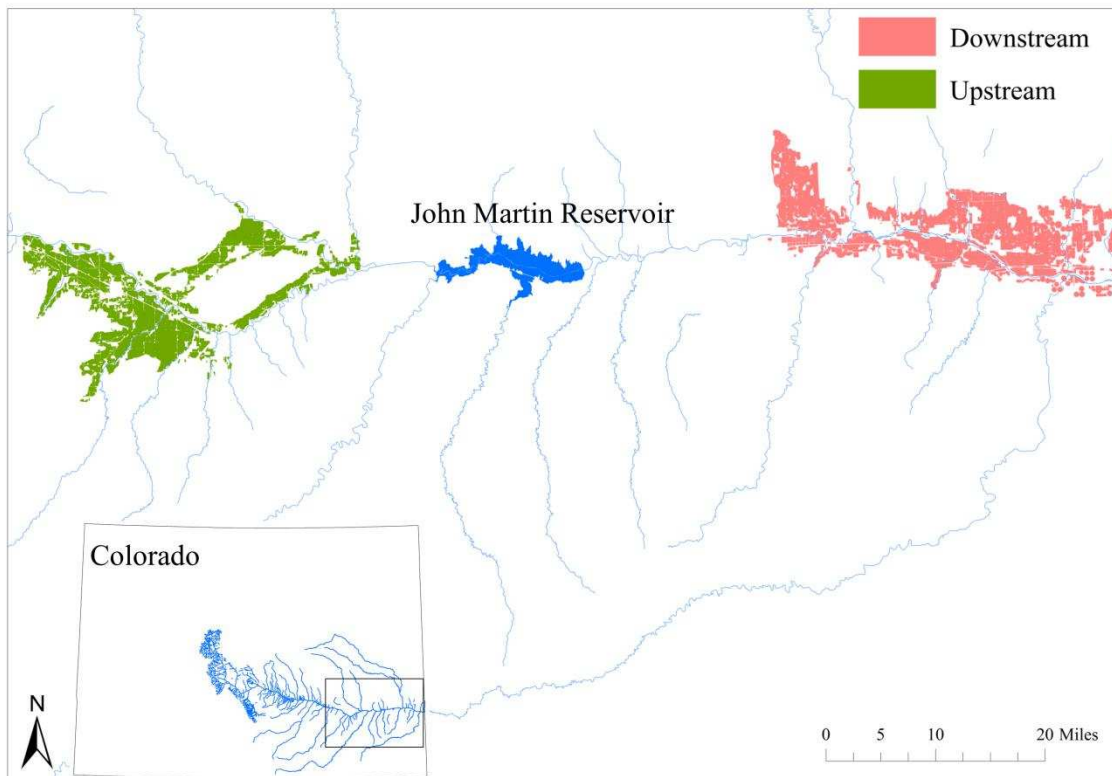 Downstream
Upstream
John Martin Reservoir
Colorado
N
0 5 10 20 Miles